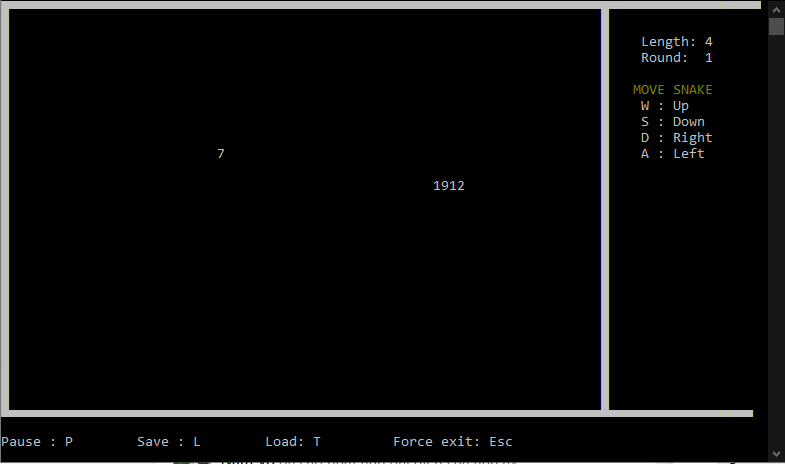 Length: 4
Round: 1
MOVE SNAKE
W : Up
S : Down
D : Right
A : Left
7
1912
Pause : P Save : L Load: T Force exit: Esc